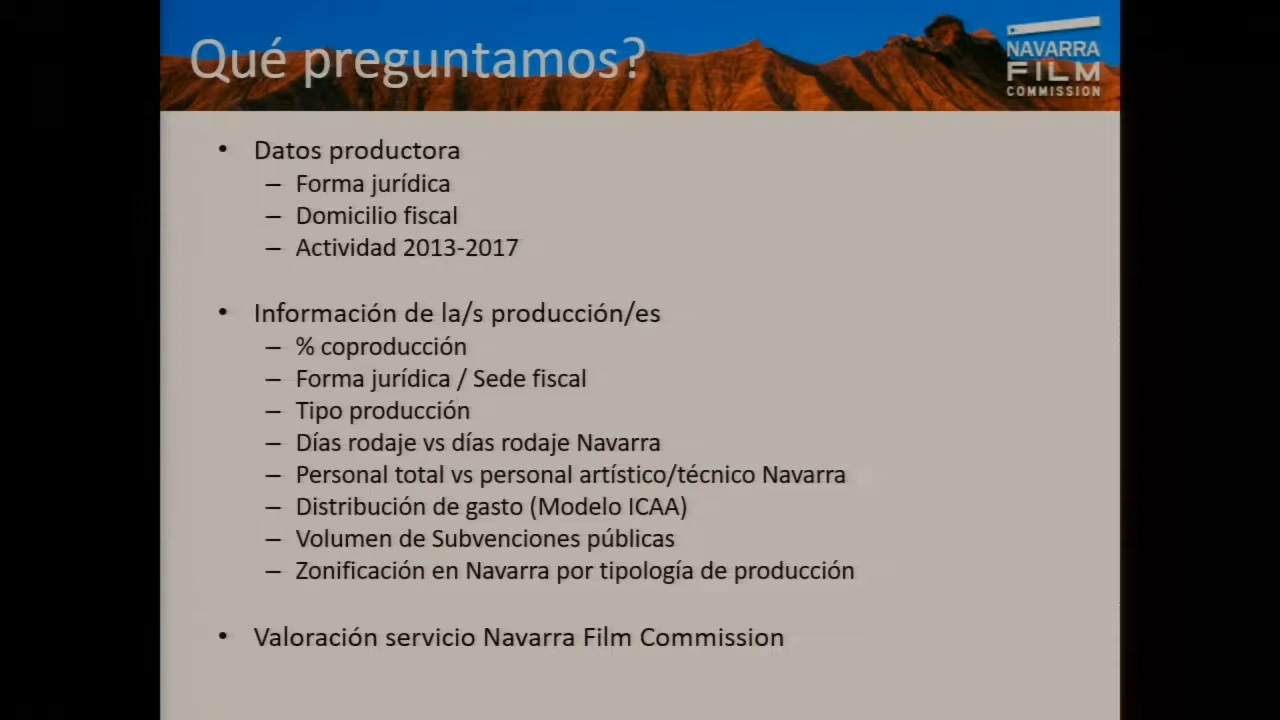 Qué preguntamos?
NAVARRA
FILM
COMMISSION
• Datos productora
– Forma jurídica
– Domicilio fiscal
– Actividad 2013-2017
• Información de la/s producción/es
– % coproducción
– Forma jurídica / Sede fiscal
– Tipo producción
– Días rodaje vs días rodaje Navarra
– Personal total vs personal artístico/técnico Navarra
– Distribución de gasto (Modelo ICAA)
– Volumen de Subvenciones públicas
– Zonificación en Navarra por tipología de producción
• Valoración servicio Navarra Film Commission